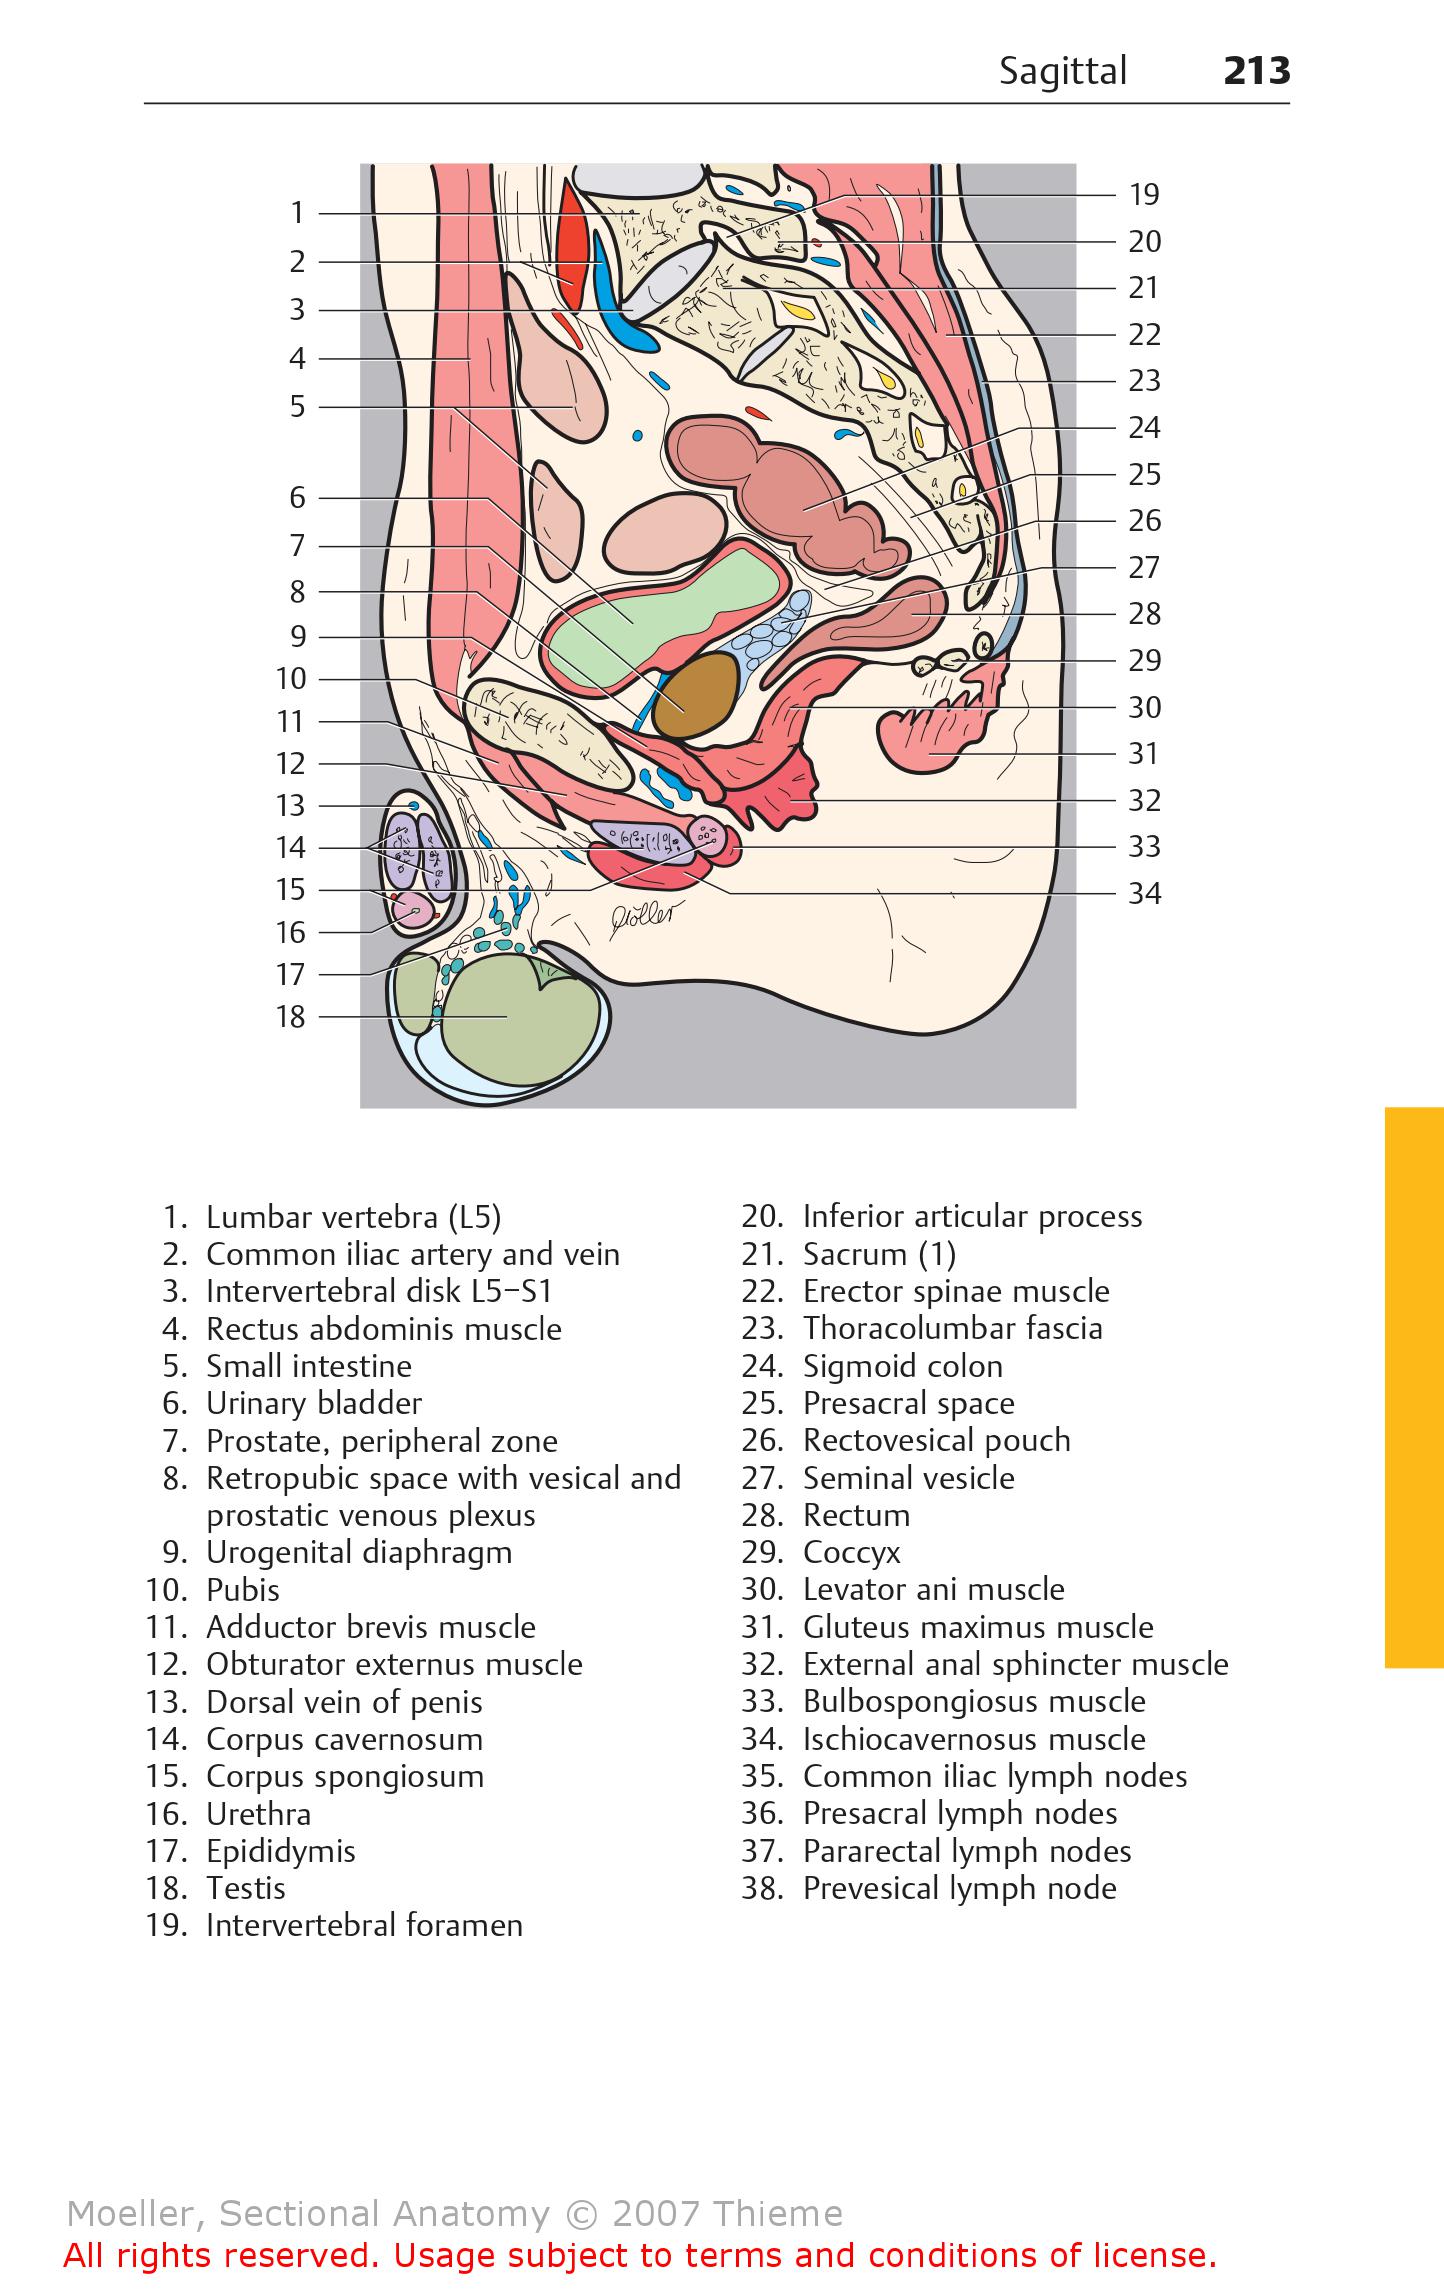 Sagittal 213
1
2
3
4
5
6
7
8
9
10
11
12
13
14
15
16
17
18
19
20
21
22
23
24
25
26
27
28
29
30
31
32
33
34
Möller
1. Lumbar vertebra (L5)
2. Common iliac artery and vein
3. Intervertebral disk L5–S1
4. Rectus abdominis muscle
5. Small intestine
6. Urinary bladder
7. Prostate, peripheral zone
8. Retropubic space with vesical and
prostatic venous plexus
9. Urogenital diaphragm
10. Pubis
11. Adductor brevis muscle
12. Obturator externus muscle
13. Dorsal vein of penis
14. Corpus cavernosum
15. Corpus spongiosum
16. Urethra
17. Epididymis
18. Testis
19. Intervertebral foramen
20. Inferior articular process
21. Sacrum (1)
22. Erector spinae muscle
23. Thoracolumbar fascia
24. Sigmoid colon
25. Presacral space
26. Rectovesical pouch
27. Seminal vesicle
28. Rectum
29. Coccyx
30. Levator ani muscle
31. Gluteus maximus muscle
32. External anal sphincter muscle
33. Bulbospongiosus muscle
34. Ischiocavernosus muscle
35. Common iliac lymph nodes
36. Presacral lymph nodes
37. Pararectal lymph nodes
38. Prevesical lymph node
Moeller, Sectional Anatomy © 2007 Thieme
All rights reserved. Usage subject to terms and conditions of license.